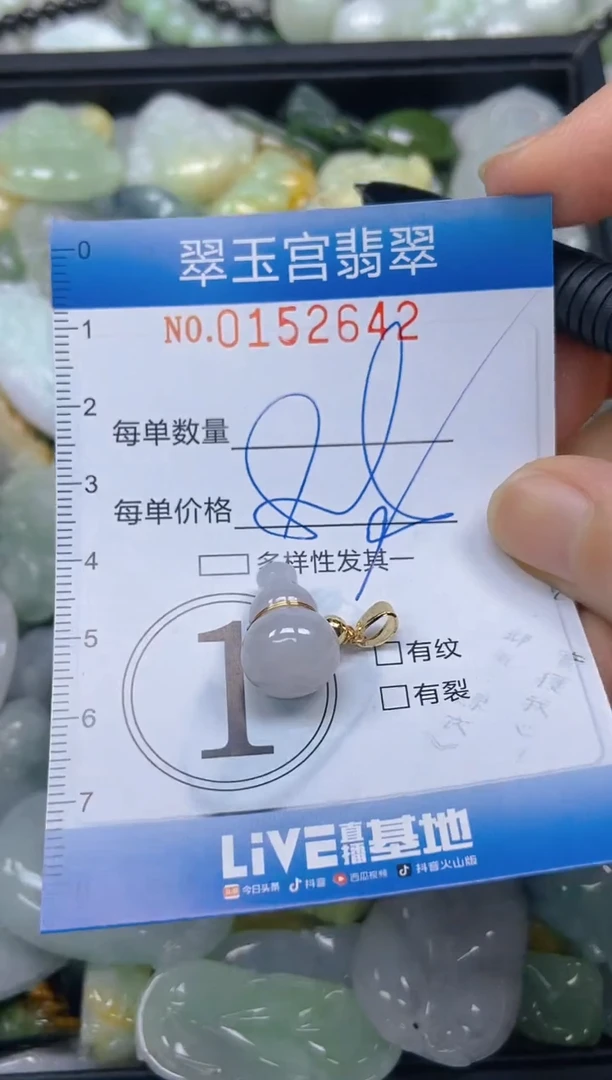 翠玉宫翡翠
NO.0152642
0
1
2
3
4
5
6
7
每单数量
每单价格
多样性发其一
1
有纹
有裂
LiVE直播基地
今日头条 抖音 西瓜视频 抖音火山版